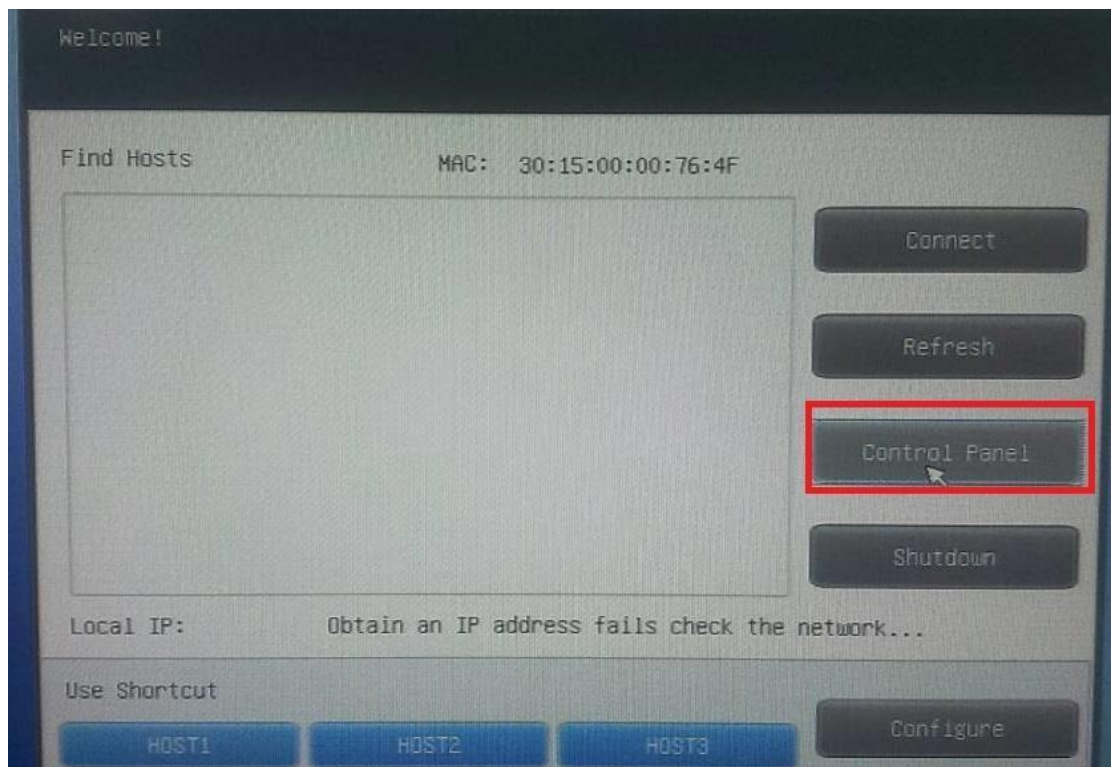 Welcome!
Find Hosts
MAC: 30:15:00:00:76:4F
Connect
Refresh
Control Panel
Shutdown
Local IP: Obtain an IP address fails check the network...
Use Shortcut
Configure
HOST1 HOST2 HOST3